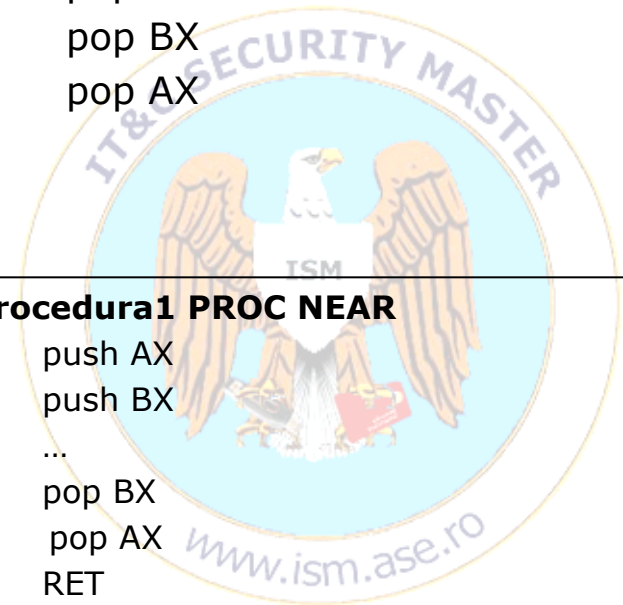 pop BX
pop AX
IT&C SECURITY MASTER
ISM
rocedura1 PROC NEAR
push AX
push BX
...
pop BX
pop AX
RET
www.ism.ase.ro